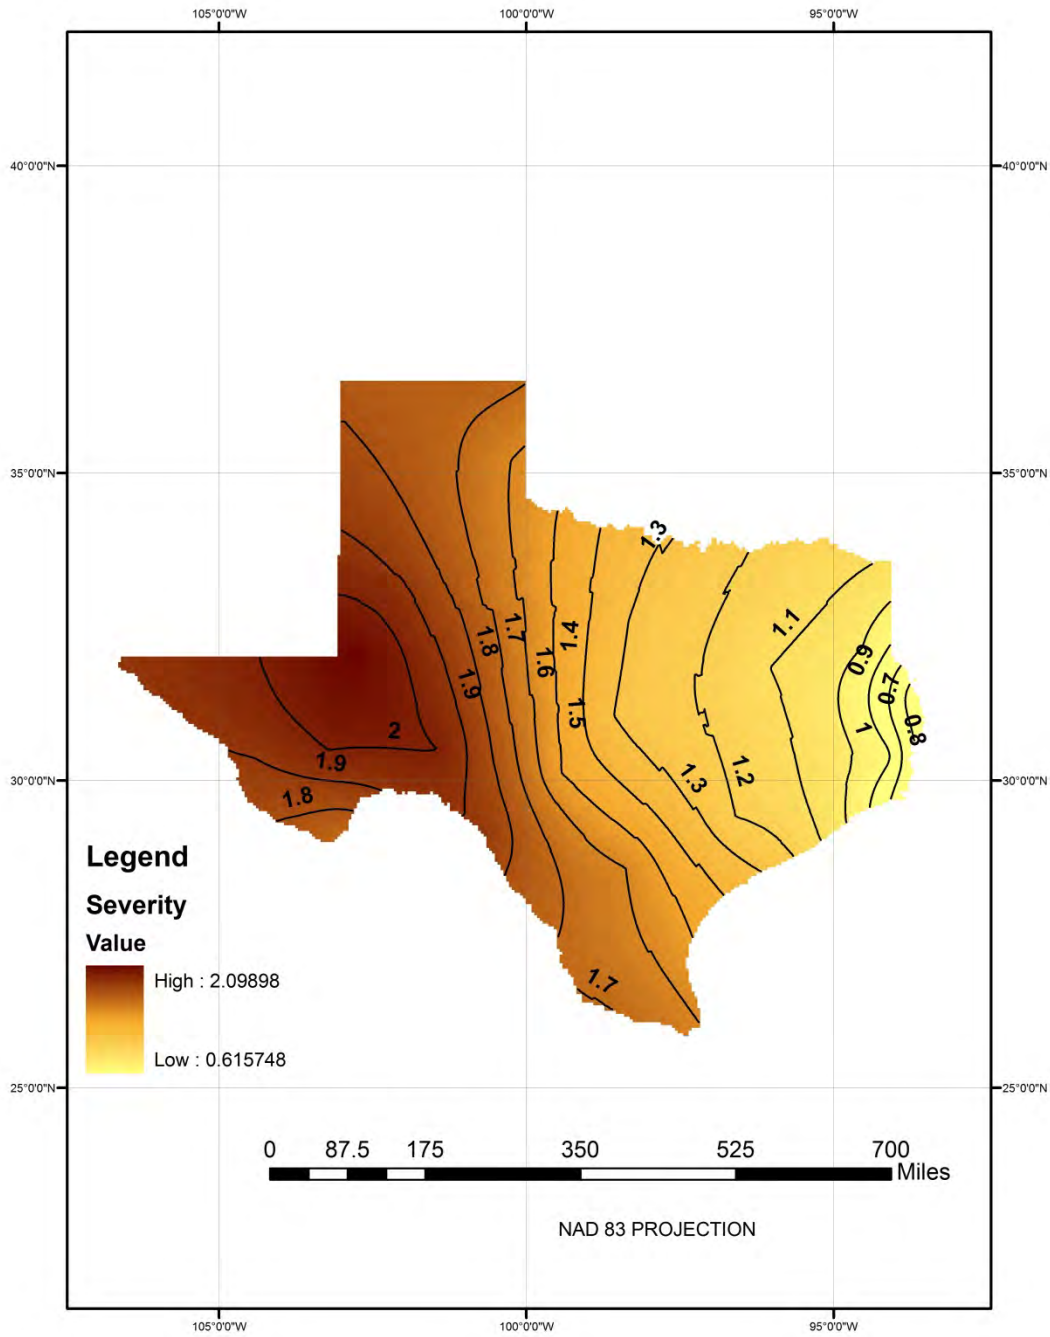 105°0'0"W 100°0'0"W 95°0'0"W
40°0'0"N 40°0'0"N
35°0'0"N 35°0'0"N
1.3
1.1
1.4
1.7
1.8
1.6
0.9
1.9
0.7
1.5
2
1
0.8
1.9
1.3
1.2
30°0'0"N 30°0'0"N
1.8
Legend
Severity
Value
High : 2.09898
Low : 0.615748
1.7
25°0'0"N 25°0'0"N
0 87.5 175 350 525 700
Miles
NAD 83 PROJECTION
105°0'0"W 100°0'0"W 95°0'0"W